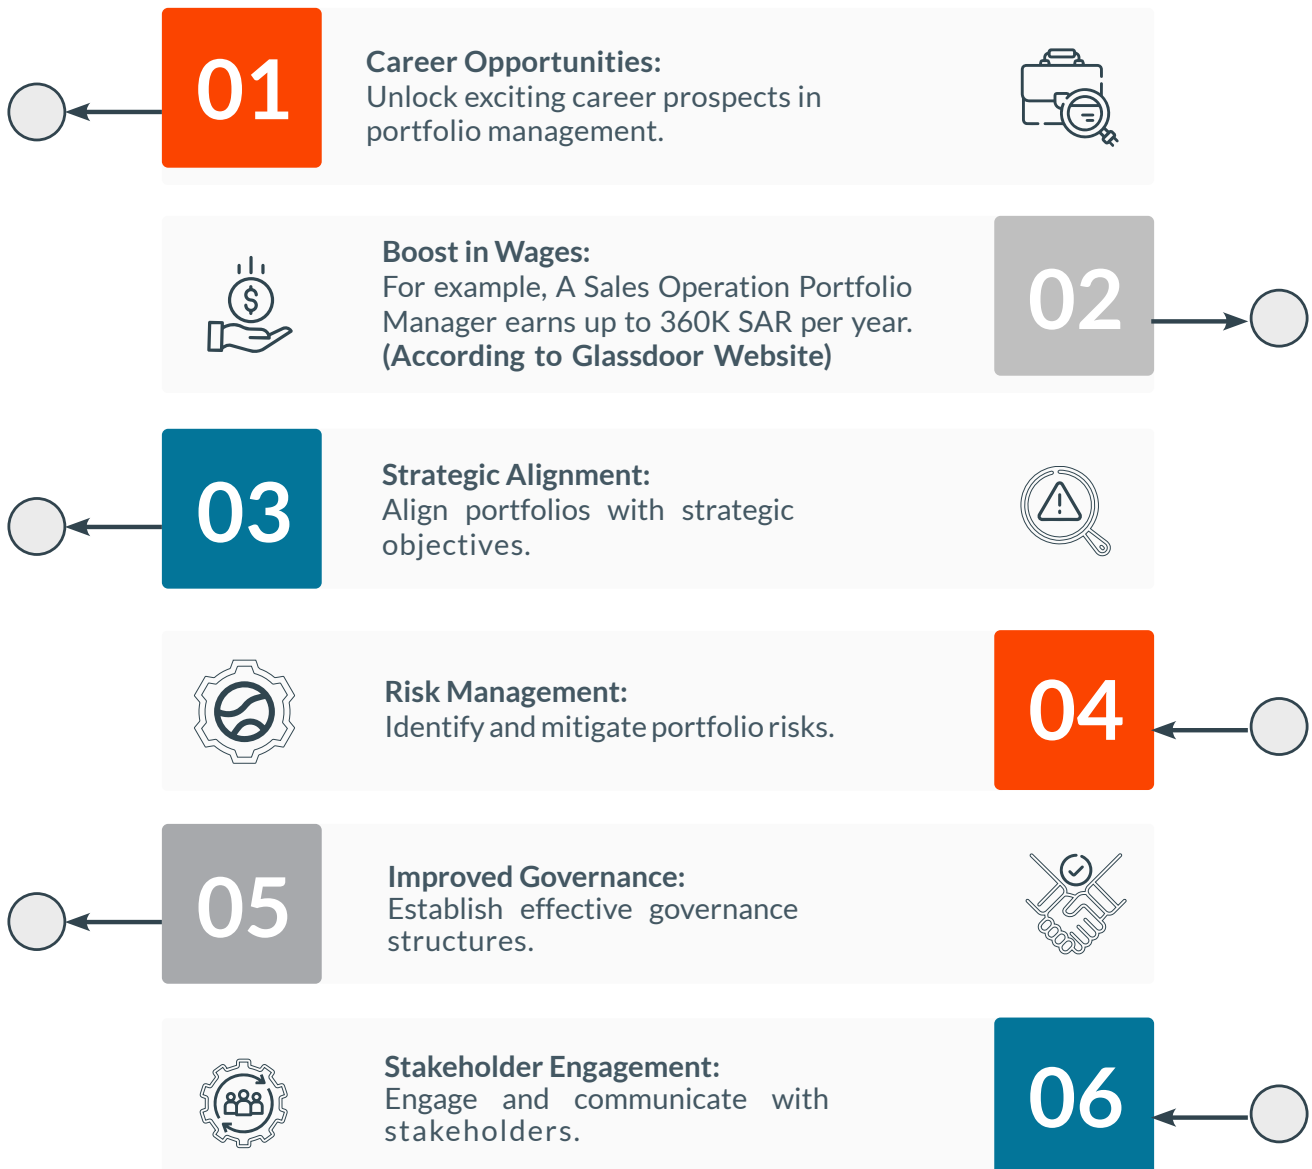 01
Career Opportunities:
Unlock exciting career prospects in
portfolio management.
Boost in Wages:
For example, A Sales Operation Portfolio
Manager earns up to 360K SAR per year.
(According to Glassdoor Website)
02
03
Strategic Alignment:
Align portfolios with strategic
objectives.
Risk Management:
Identify and mitigate portfolio risks.
04
05
Improved Governance:
Establish effective governance
structures.
Stakeholder Engagement:
Engage and communicate with
stakeholders.
06